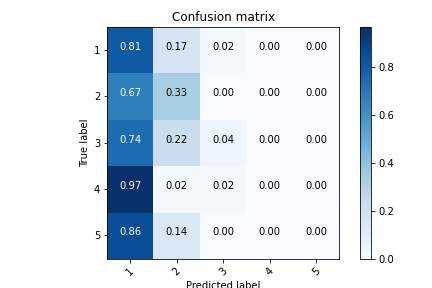 Confusion matrix
1 0.81 0.17 0.02 0.00 0.00
2 0.67 0.33 0.00 0.00 0.00
3 0.74 0.22 0.04 0.00 0.00
4 0.97 0.02 0.02 0.00 0.00
5 0.86 0.14 0.00 0.00 0.00
1 2 3 4 5
True label
Predicted label
0.8
0.6
0.4
0.2
0.0